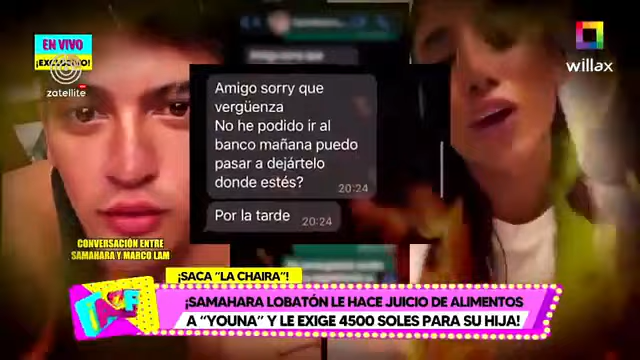 EN VIVO
¡EXCLUSIVO!
zatellite
willax
Amigo sorry que
vergüenza
No he podido ir al
banco mañana puedo
pasar a dejártelo
donde estés?
20:24
Por la tarde
20:24
CONVERSACIÓN ENTRE
SAMAHARA Y MARCO LAM
¡SACA "LA CHAIRA"!
¡SAMAHARA LOBATÓN LE HACE JUICIO DE ALIMENTOS
A "YOUNA" Y LE EXIGE 4500 SOLES PARA SU HIJA!